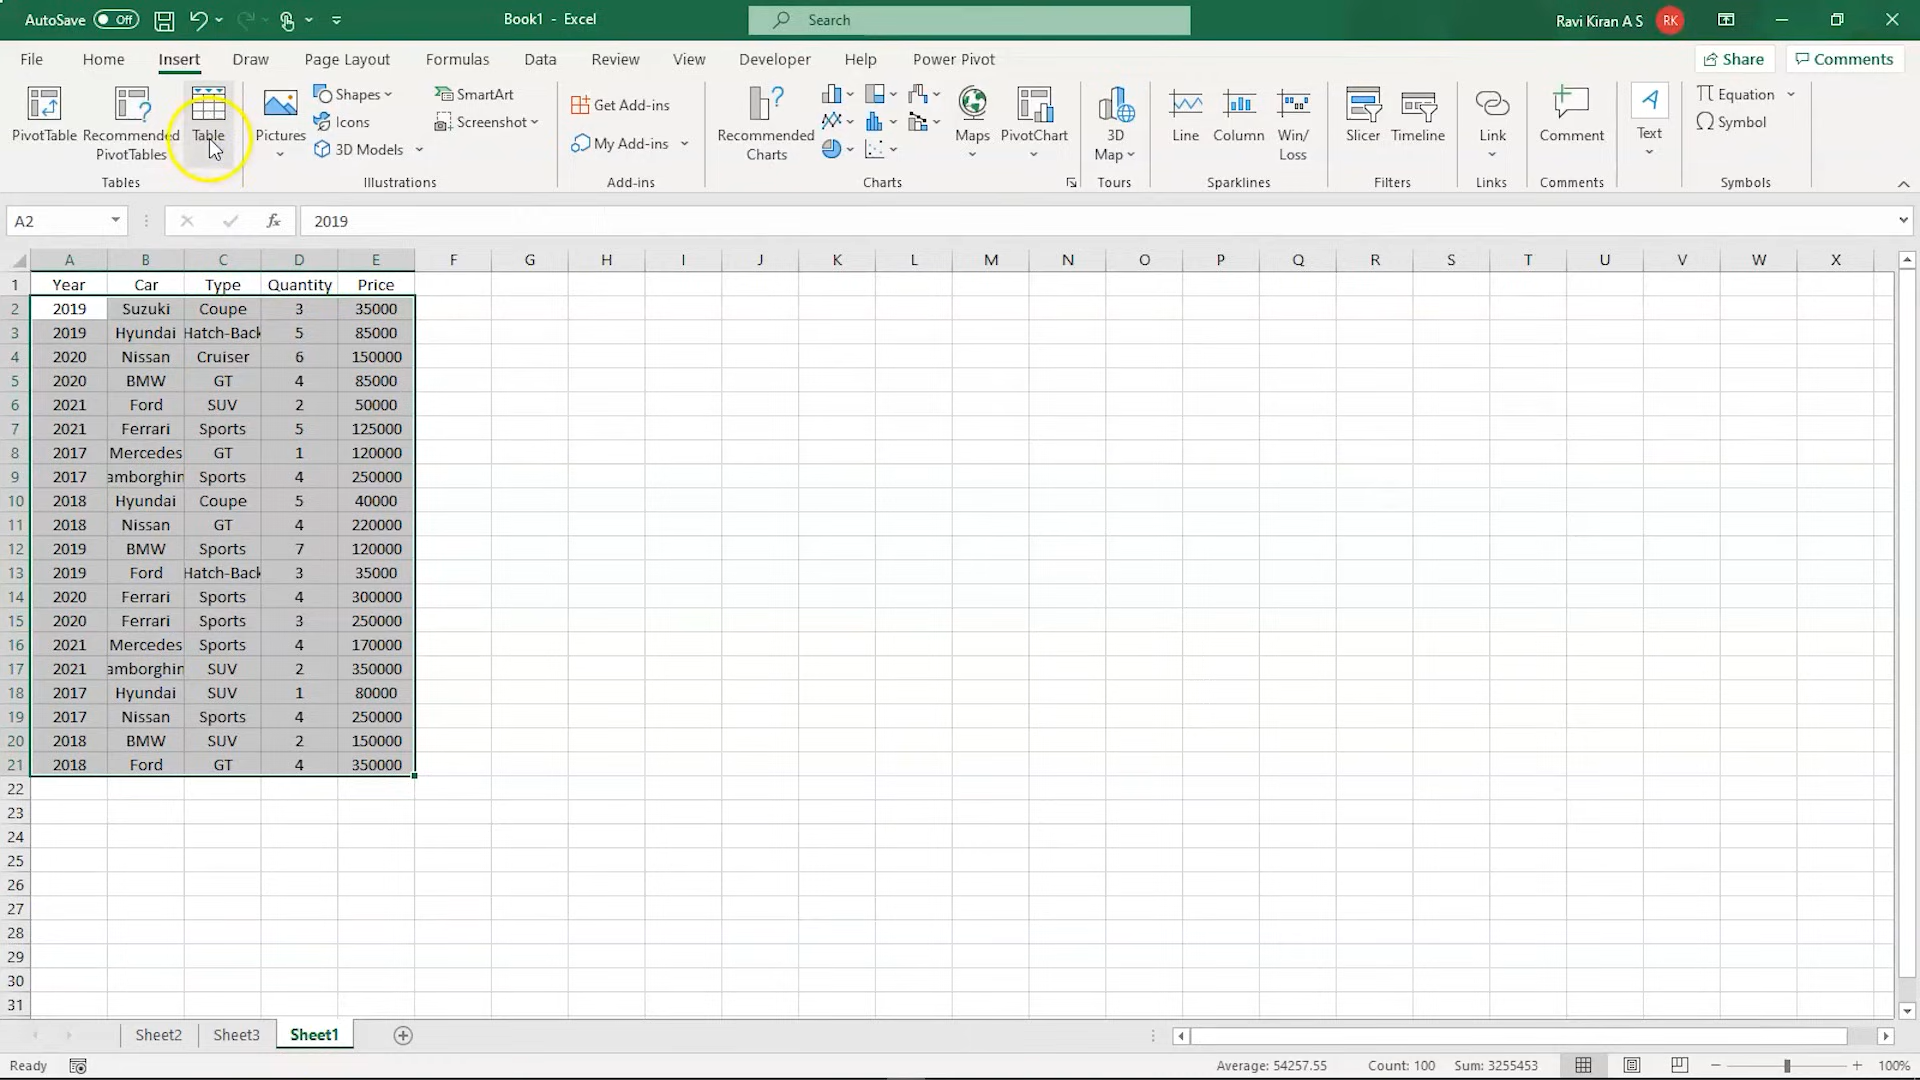 AutoSave Off Book1 - Excel Search Ravi Kiran A S RK
File Home Insert Draw Page Layout Formulas Data Review View Developer Help Power Pivot Share Comments
PivotTable
Recommended PivotTables
Table
Tables
Pictures
Shapes
Icons
3D Models
SmartArt
Screenshot
Illustrations
Get Add-ins
My Add-ins
Add-ins
Recommended Charts
Maps
PivotChart
Charts
3D Map
Tours
Line
Column
Win/ Loss
Sparklines
Slicer
Timeline
Filters
Link
Links
Comment
Comments
Text
Equation
Symbol
Symbols
A2 fx 2019
A B C D E F G H I J K L M N O P Q R S T U V W X
1 Year Car Type Quantity Price
2 2019 Suzuki Coupe 3 35000
3 2019 Hyundai Hatch-Back 5 85000
4 2020 Nissan Cruiser 6 150000
5 2020 BMW GT 4 85000
6 2021 Ford SUV 2 50000
7 2021 Ferrari Sports 5 125000
8 2017 Mercedes GT 1 120000
9 2017 amborghin Sports 4 250000
10 2018 Hyundai Coupe 5 40000
11 2018 Nissan GT 4 220000
12 2019 BMW Sports 7 120000
13 2019 Ford Hatch-Back 3 35000
14 2020 Ferrari Sports 4 300000
15 2020 Ferrari Sports 3 250000
16 2021 Mercedes Sports 4 170000
17 2021 amborghin SUV 2 350000
18 2017 Hyundai SUV 1 80000
19 2017 Nissan Sports 4 250000
20 2018 BMW SUV 2 150000
21 2018 Ford GT 4 350000
22
23
24
25
26
27
28
29
30
31
Sheet2 Sheet3 Sheet1
Ready Average: 54257.55 Count: 100 Sum: 3255453 100%